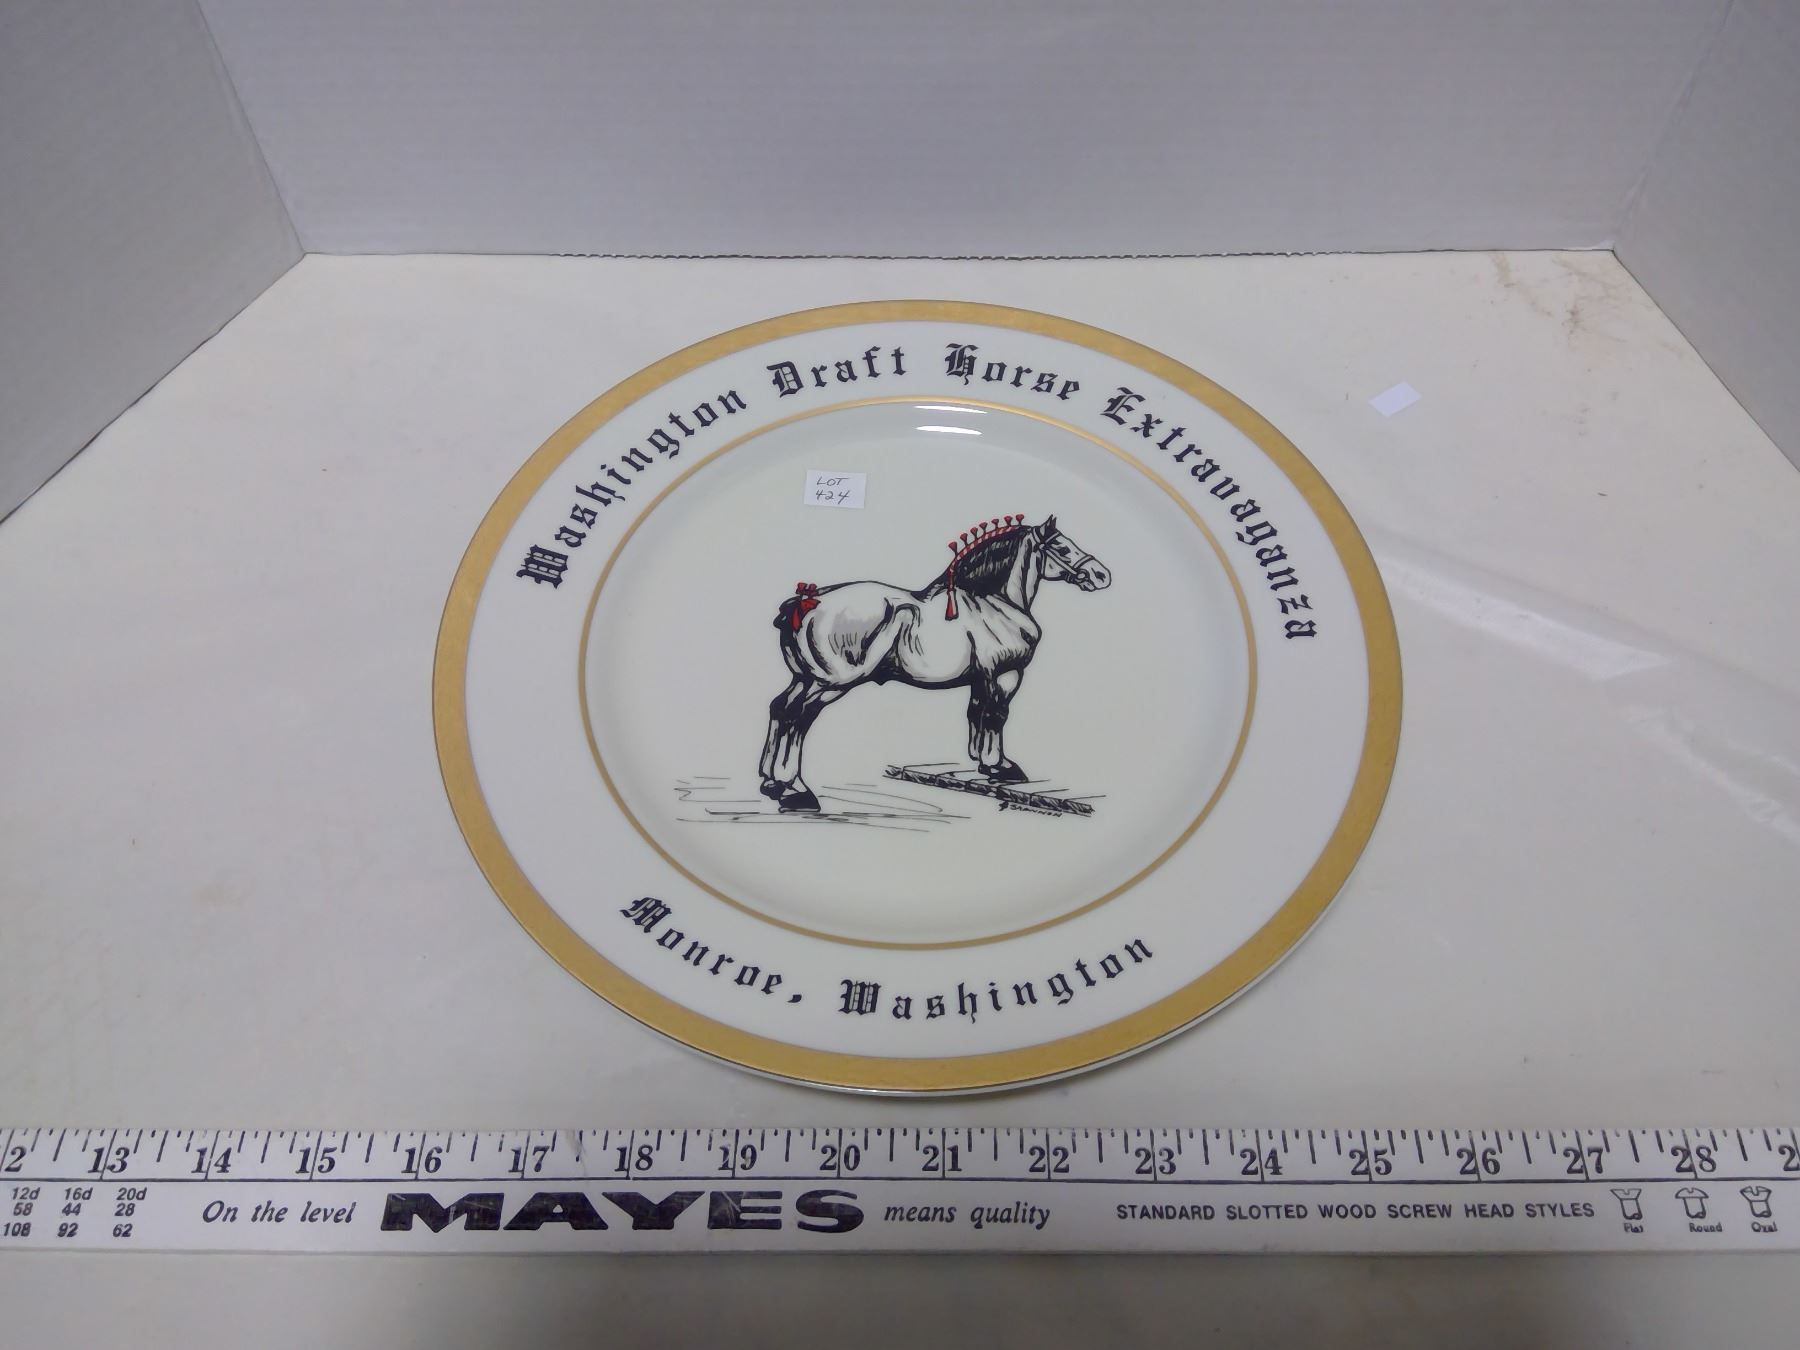 Washington Draft Horse Extravaganza
LOT
424
Monroe, Washington
13 14 15 16 17 18 19 20 21 22 23 24 25 26 27 28
12d 16d 20d
58 44 28
108 92 62
On the level MAYES means quality
STANDARD SLOTTED WOOD SCREW HEAD STYLES
Flat Round Oval